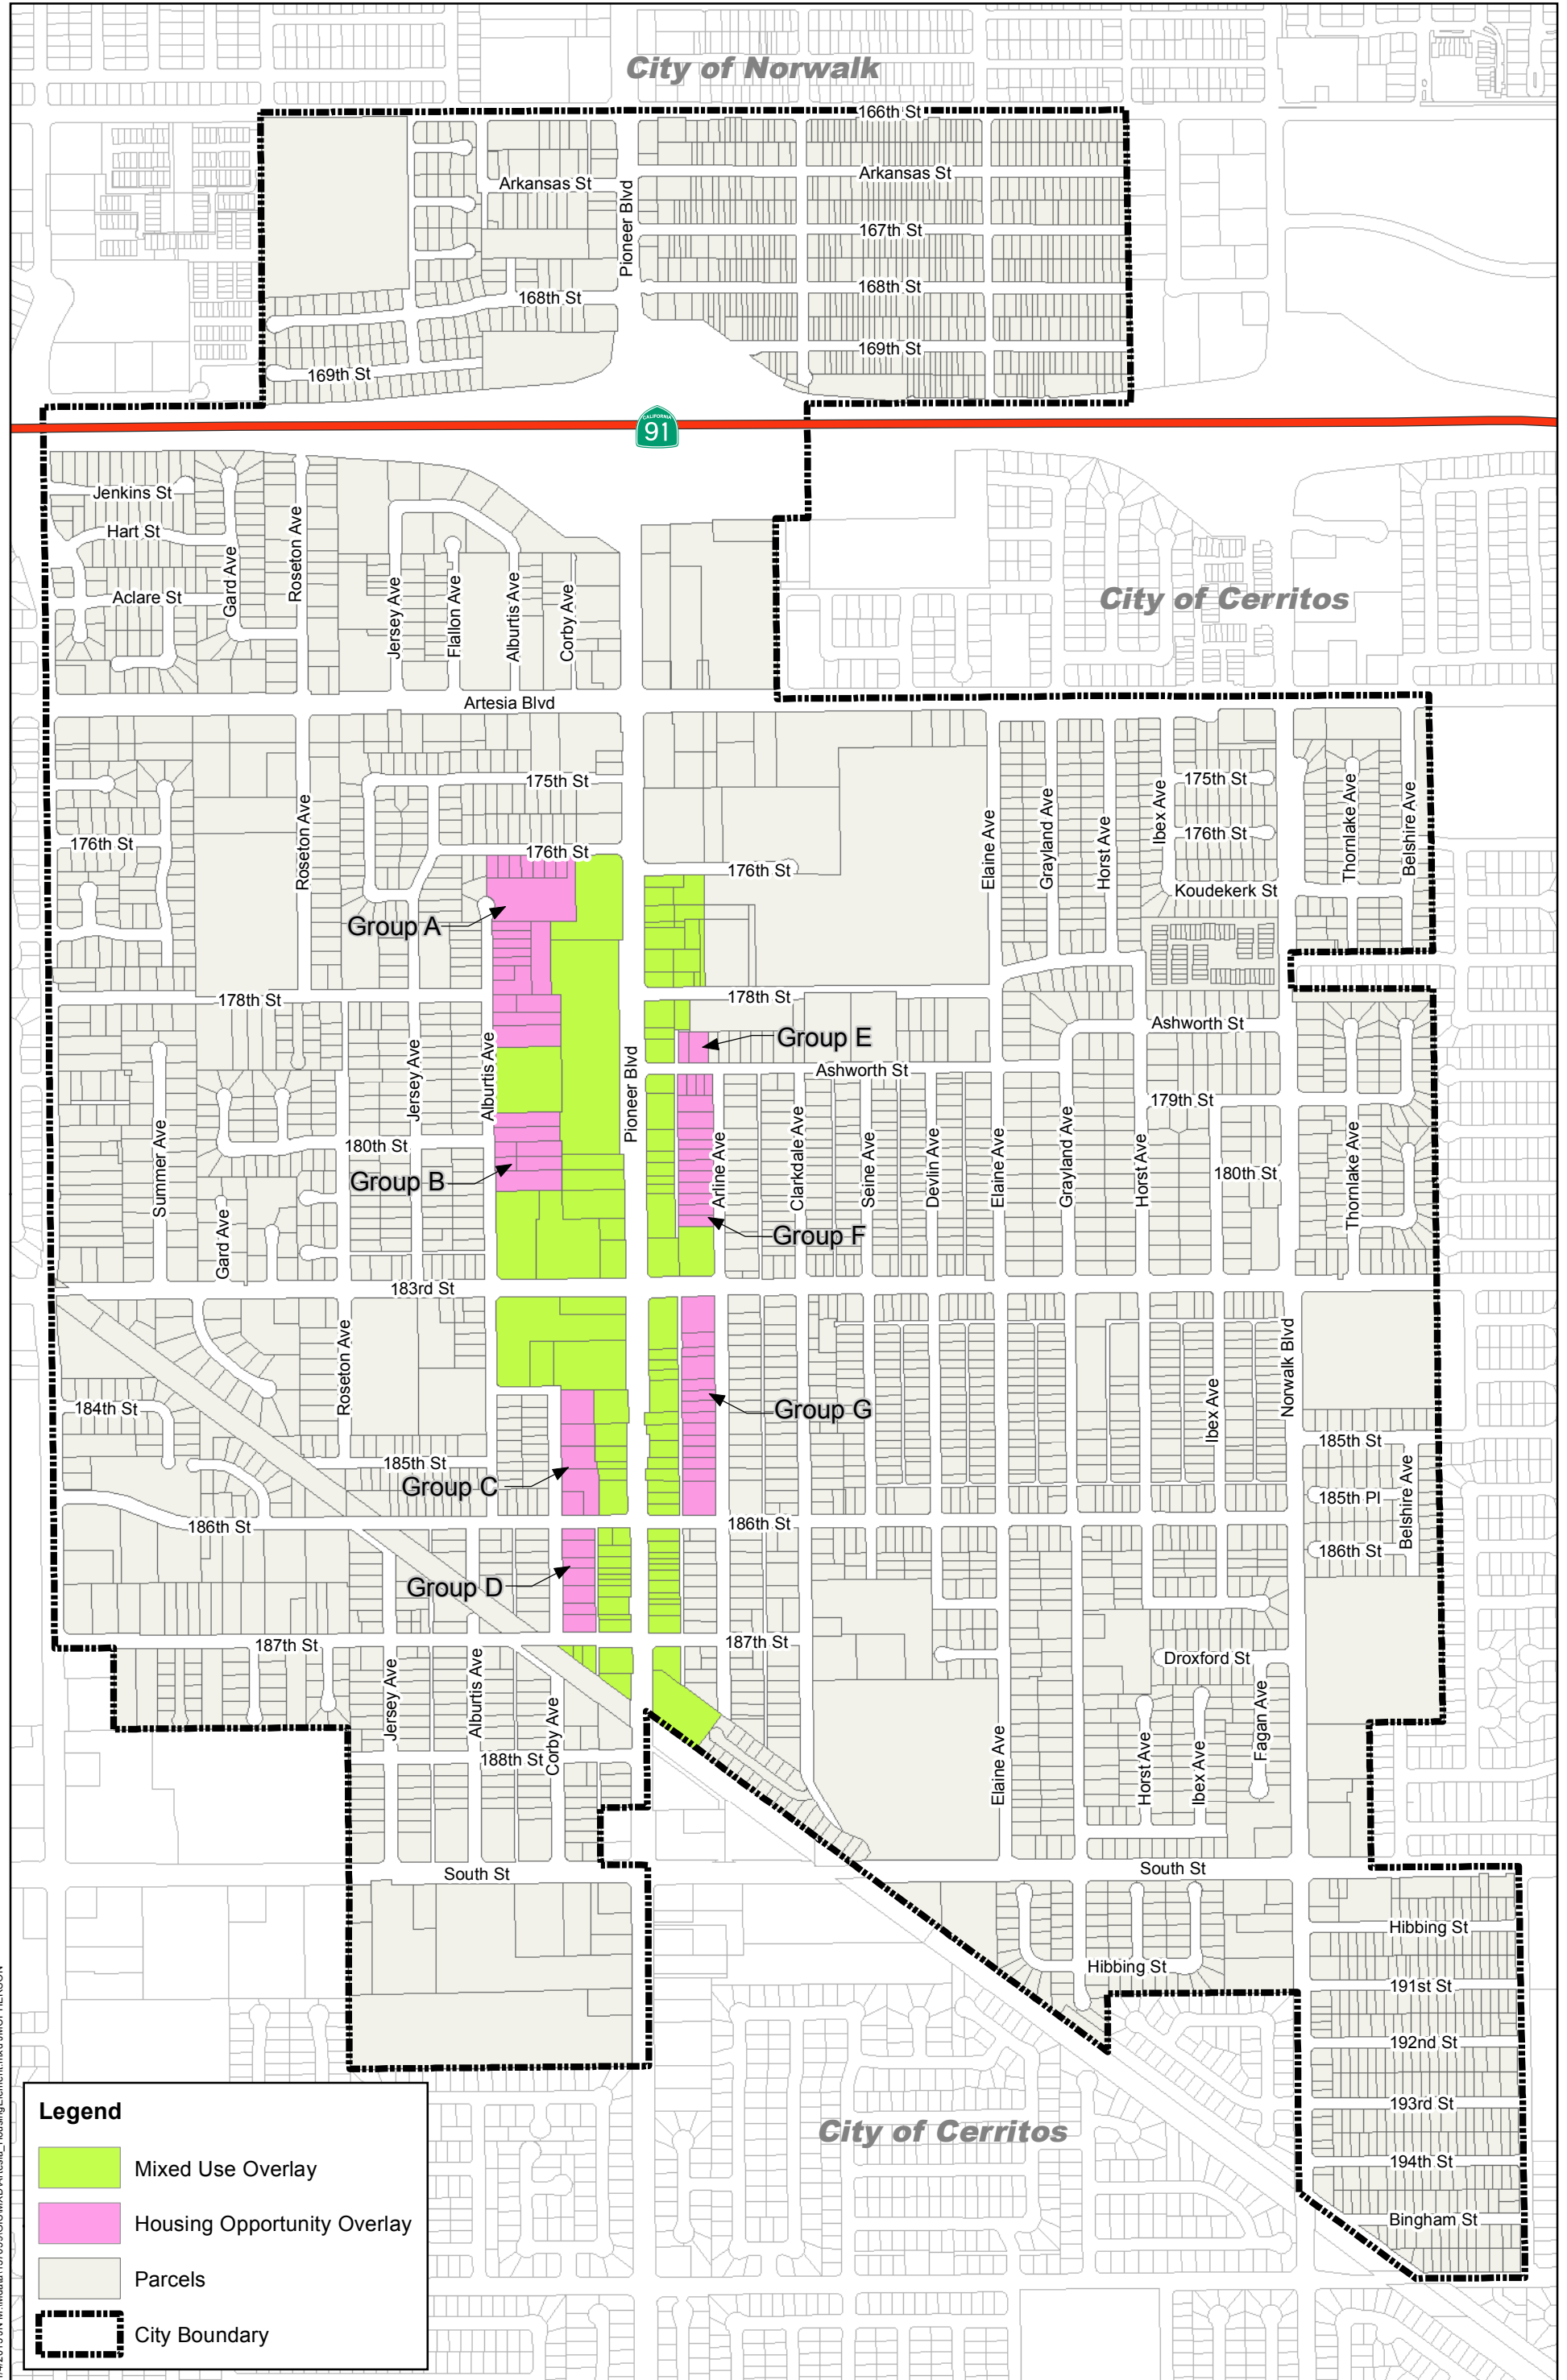 City of Norwalk
166th St
Arkansas St
Arkansas St
Pioneer Blvd
167th St
168th St
168th St
169th St
169th St
CALIFORNIA
91
Jenkins St
Hart St
Aclare St
Gard Ave
Roseton Ave
Jersey Ave
Flallon Ave
Alburtis Ave
Corby Ave
City of Cerritos
Artesia Blvd
175th St
175th St
176th St
176th St
176th St
176th St
Roseton Ave
Elaine Ave
Grayland Ave
Horst Ave
Ibex Ave
Thornlake Ave
Belshire Ave
Koudekerk St
Group A
178th St
178th St
Group E
Ashworth St
Ashworth St
Jersey Ave
Alburtis Ave
Pioneer Blvd
179th St
180th St
180th St
Summer Ave
Gard Ave
Group B
Arline Ave
Clarkdale Ave
Seine Ave
Devlin Ave
Elaine Ave
Grayland Ave
Horst Ave
Thornlake Ave
Group F
183rd St
Roseton Ave
184th St
Group G
Ibex Ave
Norwalk Blvd
185th St
185th St
Group C
185th Pl
Belshire Ave
186th St
186th St
186th St
Group D
187th St
187th St
Droxford St
Jersey Ave
Alburtis Ave
Corby Ave
188th St
Elaine Ave
Horst Ave
Ibex Ave
Fagan Ave
South St
South St
Hibbing St
Hibbing St
191st St
192nd St
193rd St
194th St
Bingham St
City of Cerritos
Legend
Mixed Use Overlay
Housing Opportunity Overlay
Parcels
City Boundary